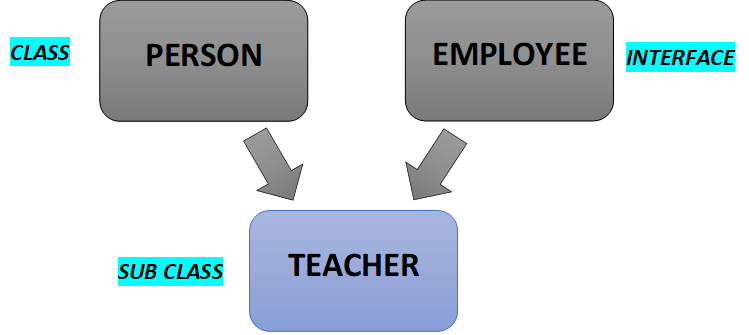 CLASS
PERSON
EMPLOYEE
INTERFACE
SUB CLASS
TEACHER